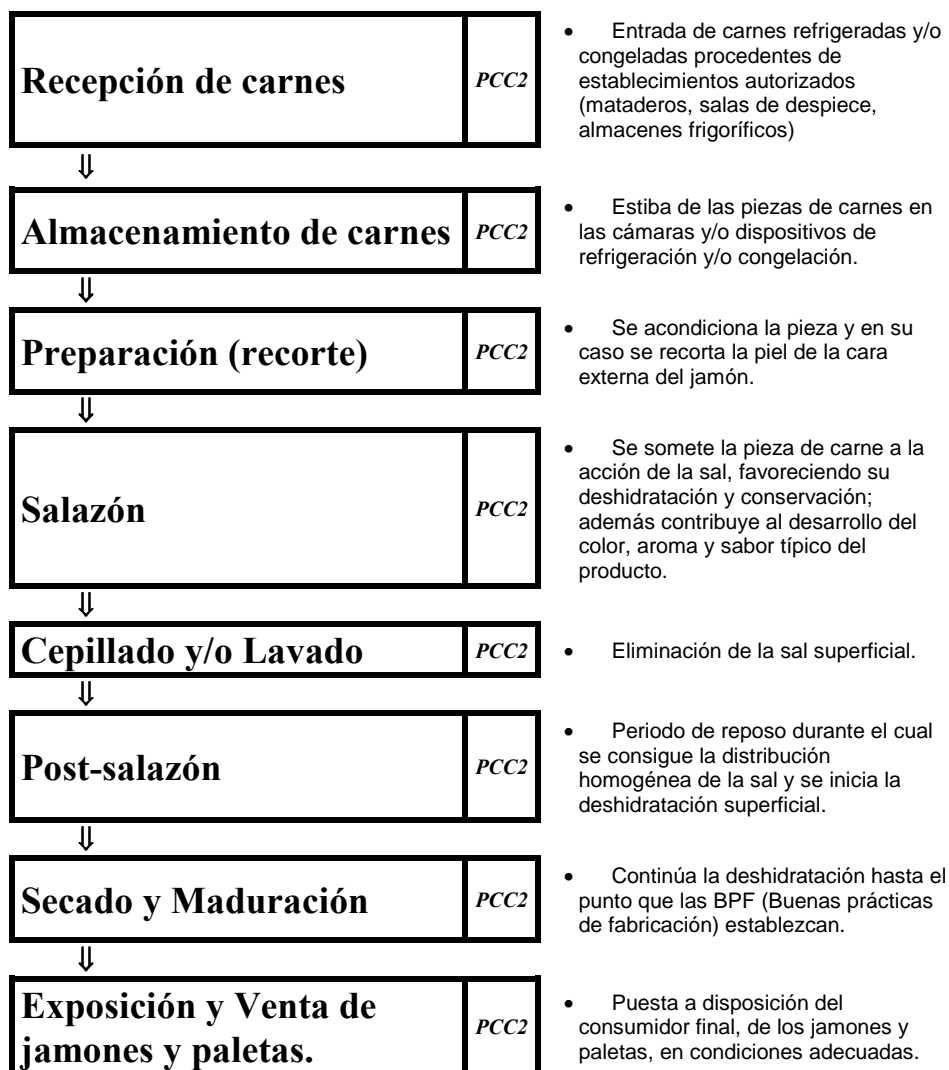 Recepción de carnes
PCC2
• Entrada de carnes refrigeradas y/o
congeladas procedentes de
establecimientos autorizados
(mataderos, salas de despiece,
almacenes frigoríficos)
⇓
Almacenamiento de carnes
PCC2
• Estiba de las piezas de carnes en
las cámaras y/o dispositivos de
refrigeración y/o congelación.
⇓
Preparación (recorte)
PCC2
• Se acondiciona la pieza y en su
caso se recorta la piel de la cara
externa del jamón.
⇓
Salazón
PCC2
• Se somete la pieza de carne a la
acción de la sal, favoreciendo su
deshidratación y conservación;
además contribuye al desarrollo del
color, aroma y sabor típico del
producto.
⇓
Cepillado y/o Lavado
PCC2
• Eliminación de la sal superficial.
⇓
Post-salazón
PCC2
• Periodo de reposo durante el cual
se consigue la distribución
homogénea de la sal y se inicia la
deshidratación superficial.
⇓
Secado y Maduración
PCC2
• Continúa la deshidratación hasta el
punto que las BPF (Buenas prácticas
de fabricación) establezcan.
⇓
Exposición y Venta de
jamones y paletas.
PCC2
• Puesta a disposición del
consumidor final, de los jamones y
paletas, en condiciones adecuadas.